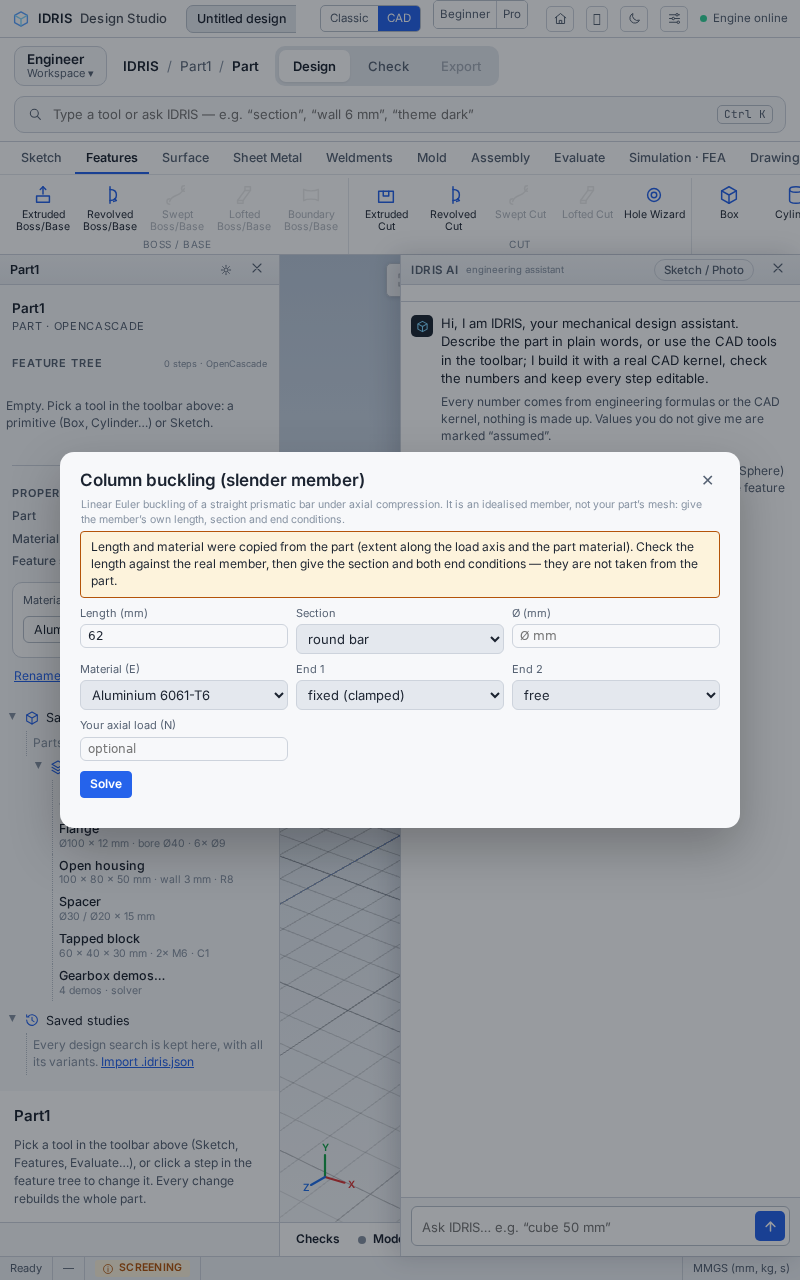 IDRIS Design Studio
Untitled design
Classic
CAD
Beginner
Pro
Engine online
Engineer
Workspace ▾
IDRIS / Part1 / Part
Design
Check
Export
Type a tool or ask IDRIS — e.g. “section”, “wall 6 mm”, “theme dark”
Ctrl K
Sketch
Features
Surface
Sheet Metal
Weldments
Mold
Assembly
Evaluate
Simulation · FEA
Drawing
Extruded Boss/Base
Revolved Boss/Base
Swept Boss/Base
Lofted Boss/Base
Boundary Boss/Base
Extruded Cut
Revolved Cut
Swept Cut
Lofted Cut
Hole Wizard
Box
Cylin
BOSS / BASE
CUT
Part1
IDRIS AI engineering assistant
Sketch / Photo
Part1
PART · OPENCASCADE
FEATURE TREE
0 steps · OpenCascade
Empty. Pick a tool in the toolbar above: a
primitive (Box, Cylinder…) or Sketch.
Hi, I am IDRIS, your mechanical design assistant.
Describe the part in plain words, or use the CAD tools
in the toolbar; I build it with a real CAD kernel, check
the numbers and keep every step editable.
Every number comes from engineering formulas or the CAD
kernel, nothing is made up. Values you do not give me are
marked “assumed”.
Sphere)
feature
PROPER
Part
Material
Feature
Materia
Alum
Rename
Column buckling (slender member)
Linear Euler buckling of a straight prismatic bar under axial compression. It is an idealised member, not your part's mesh: give
the member's own length, section and end conditions.
Length and material were copied from the part (extent along the load axis and the part material). Check the
length against the real member, then give the section and both end conditions — they are not taken from the
part.
Length (mm)
Section
Ø (mm)
62
round bar
Ø mm
Material (E)
End 1
End 2
Aluminium 6061-T6
fixed (clamped)
free
Your axial load (N)
optional
Solve
Sa
Parts
Flange
Ø100 × 12 mm · bore Ø40 · 6× Ø9
Open housing
100 × 80 × 50 mm · wall 3 mm · R8
Spacer
Ø30 / Ø20 × 15 mm
Tapped block
60 × 40 × 30 mm · 2× M6 · C1
Gearbox demos…
4 demos · solver
Saved studies
Every design search is kept here, with all
its variants. Import .idris.json
Part1
Pick a tool in the toolbar above (Sketch,
Features, Evaluate…), or click a step in the
feature tree to change it. Every change
rebuilds the whole part.
Y
X
Z
Checks
Mode
Ask IDRIS… e.g. “cube 50 mm”
Ready
—
SCREENING
MMGS (mm, kg, s)